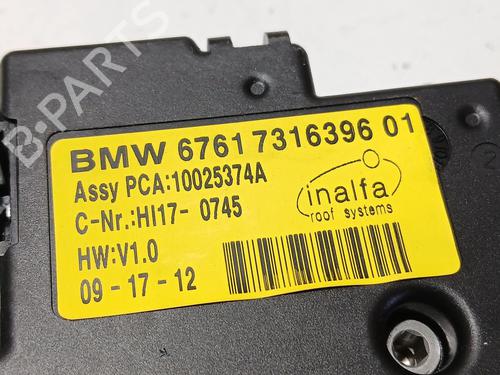 B-PARTS
BMW 6761 7316396 01
Assy PCA:10025374A
C-Nr.:HI17- 0745
HW:V1.0
09 - 17 - 12
inalfa
roof systems